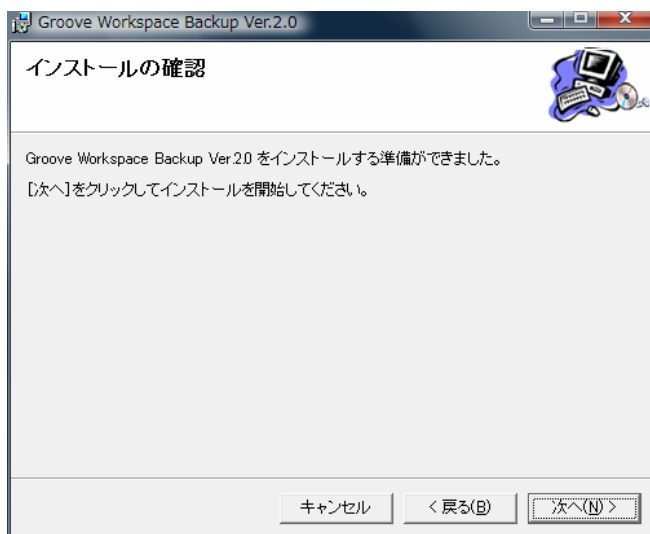 Groove Workspace Backup Ver.2.0
インストールの確認
Groove Workspace Backup Ver.2.0 をインストールする準備ができました。
[次へ]をクリックしてインストールを開始してください。
キャンセル
< 戻る(B)
次へ(N) >